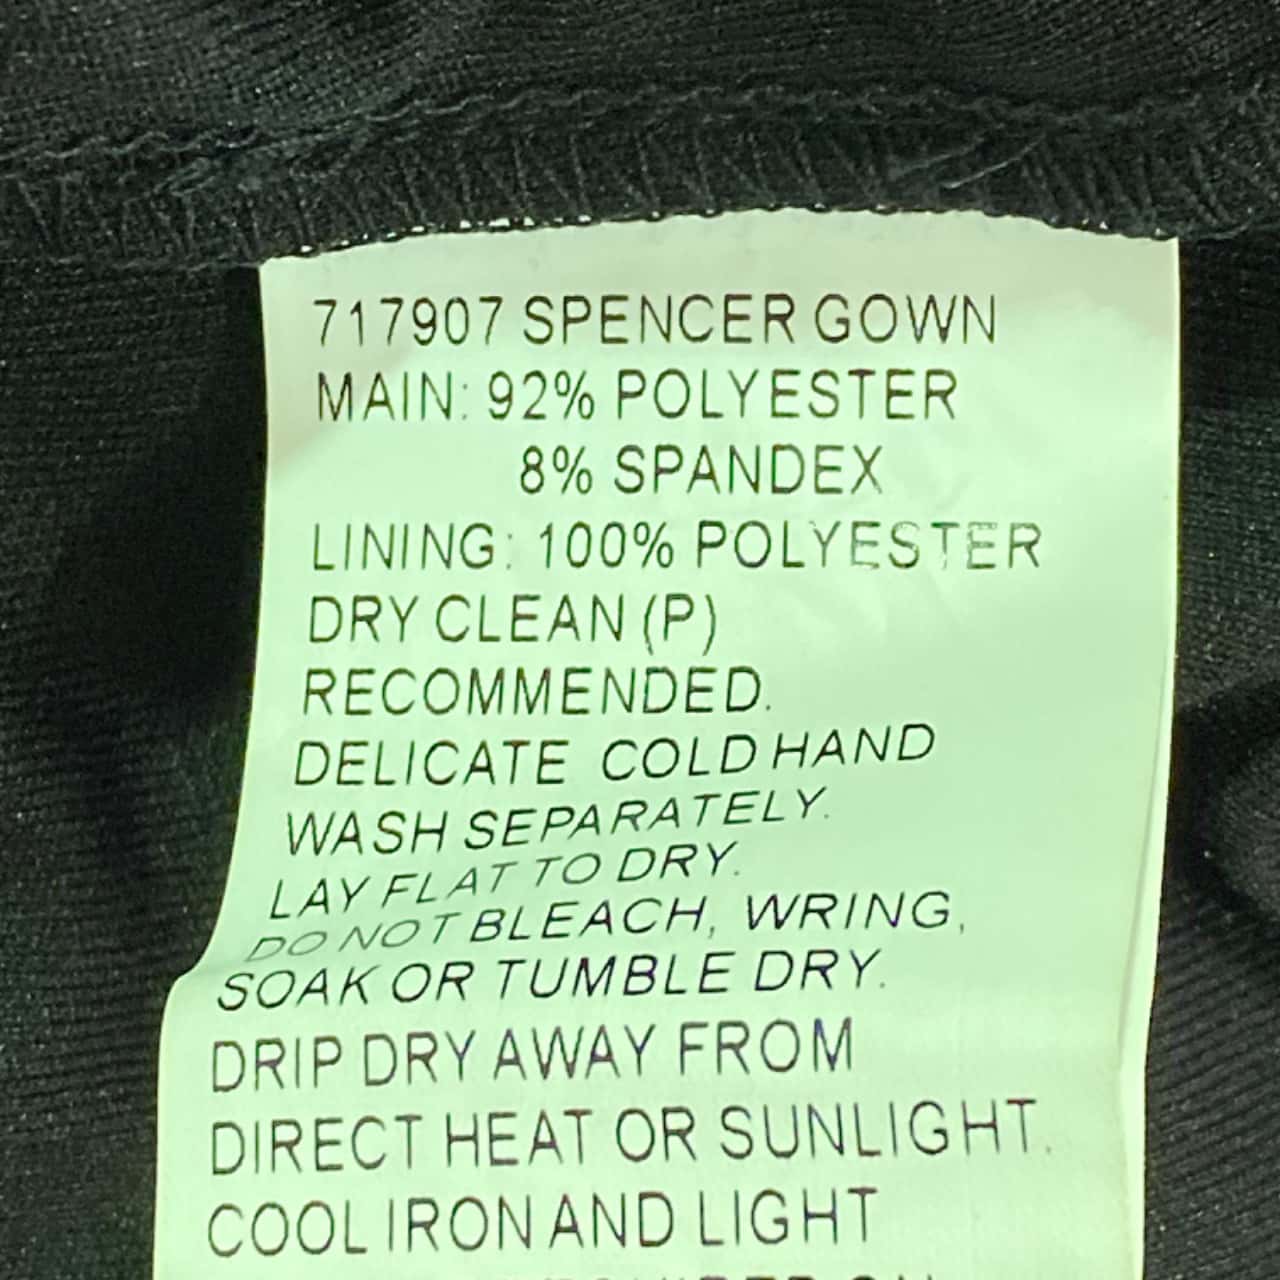 717907 SPENCER GOWN
MAIN: 92% POLYESTER
8% SPANDEX
LINING: 100% POLYESTER
DRY CLEAN (P)
RECOMMENDED.
DELICATE COLD HAND
WASH SEPARATELY.
LAY FLAT TO DRY.
DO NOT BLEACH, WRING,
SOAK OR TUMBLE DRY.
DRIP DRY AWAY FROM
DIRECT HEAT OR SUNLIGHT.
COOL IRON AND LIGHT